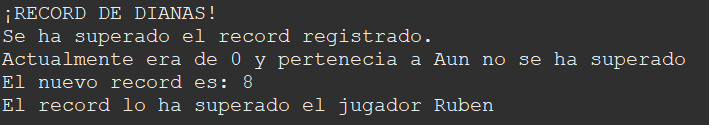 ¡RECORD DE DIANAS!
Se ha superado el record registrado.
Actualmente era de 0 y pertenecia a Aun no se ha superado
El nuevo record es: 8
El record lo ha superado el jugador Ruben